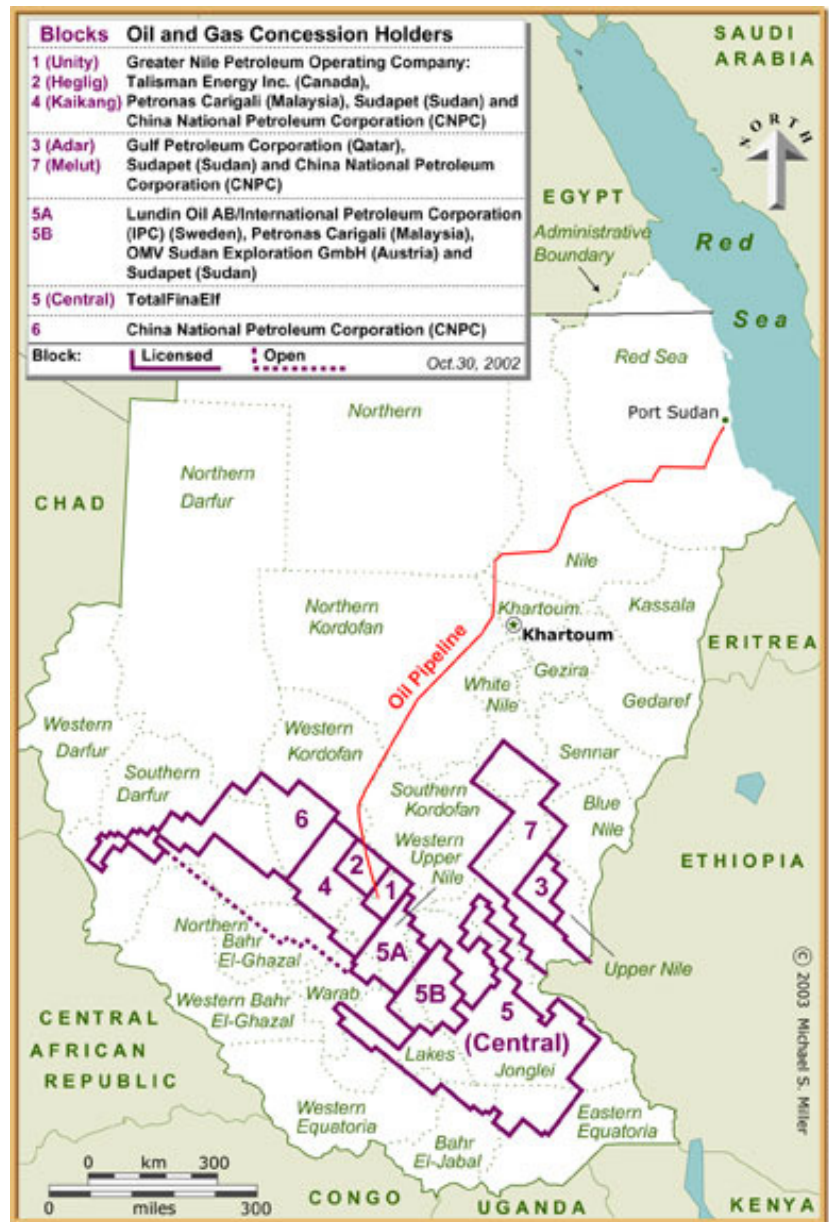 Blocks Oil and Gas Concession Holders
1 (Unity) Greater Nile Petroleum Operating Company:
2 (Heglig) Talisman Energy Inc. (Canada),
4 (Kaikang) Petronas Carigali (Malaysia), Sudapet (Sudan) and
China National Petroleum Corporation (CNPC)
3 (Adar) Gulf Petroleum Corporation (Qatar),
7 (Melut) Sudapet (Sudan) and China National Petroleum
Corporation (CNPC)
5A Lundin Oil AB/International Petroleum Corporation
5B (IPC) (Sweden), Petronas Carigali (Malaysia),
OMV Sudan Exploration GmbH (Austria) and
Sudapet (Sudan)
5 (Central) TotalFinaElf
6 China National Petroleum Corporation (CNPC)
Block: Licensed Open Oct.30, 2002
SAUDI
ARABIA
NORTH
EGYPT
Administrative
Boundary
Red
Sea
Red Sea
Port Sudan
Northern
Northern
Darfur
CHAD
Nile
Northern
Kordofan
Khartoum
Khartoum
Kassala
ERITREA
Oil Pipeline
Gezira
White
Nile
Gedaref
Western
Darfur
Western
Kordofan
Sennar
Southern
Darfur
Southern
Kordofan
Blue
Nile
6
7
Western
Upper
Nile
ETHIOPIA
2
4
1
3
Northern
Bahr
El-Ghazal
5A
Upper Nile
5B
Warab
Western Bahr
El-Ghazal
5
(Central)
CENTRAL
AFRICAN
REPUBLIC
Lakes
Jonglei
Western
Equatoria
Eastern
Equatoria
Bahr
El-Jabal
0 km 300
0 miles 300
CONGO
UGANDA
KENYA
© 2003 Michael S. Miller